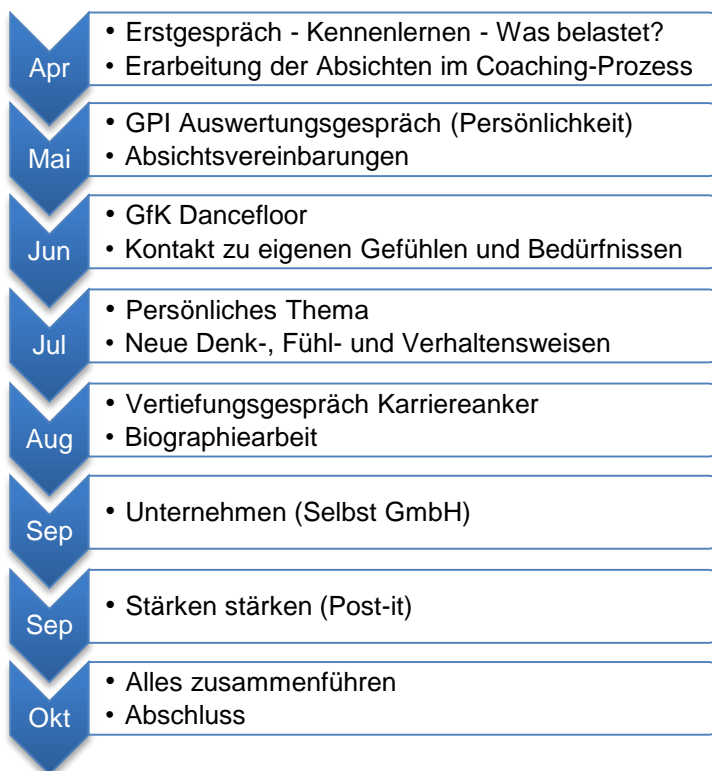 Apr
• Erstgespräch - Kennenlernen - Was belastet?
• Erarbeitung der Absichten im Coaching-Prozess
Mai
• GPI Auswertungsgespräch (Persönlichkeit)
• Absichtsvereinbarungen
Jun
• GfK Dancefloor
• Kontakt zu eigenen Gefühlen und Bedürfnissen
Jul
• Persönliches Thema
• Neue Denk-, Fühl- und Verhaltensweisen
Aug
• Vertiefungsgespräch Karriereanker
• Biographiearbeit
Sep
• Unternehmen (Selbst GmbH)
Sep
• Stärken stärken (Post-it)
Okt
• Alles zusammenführen
• Abschluss